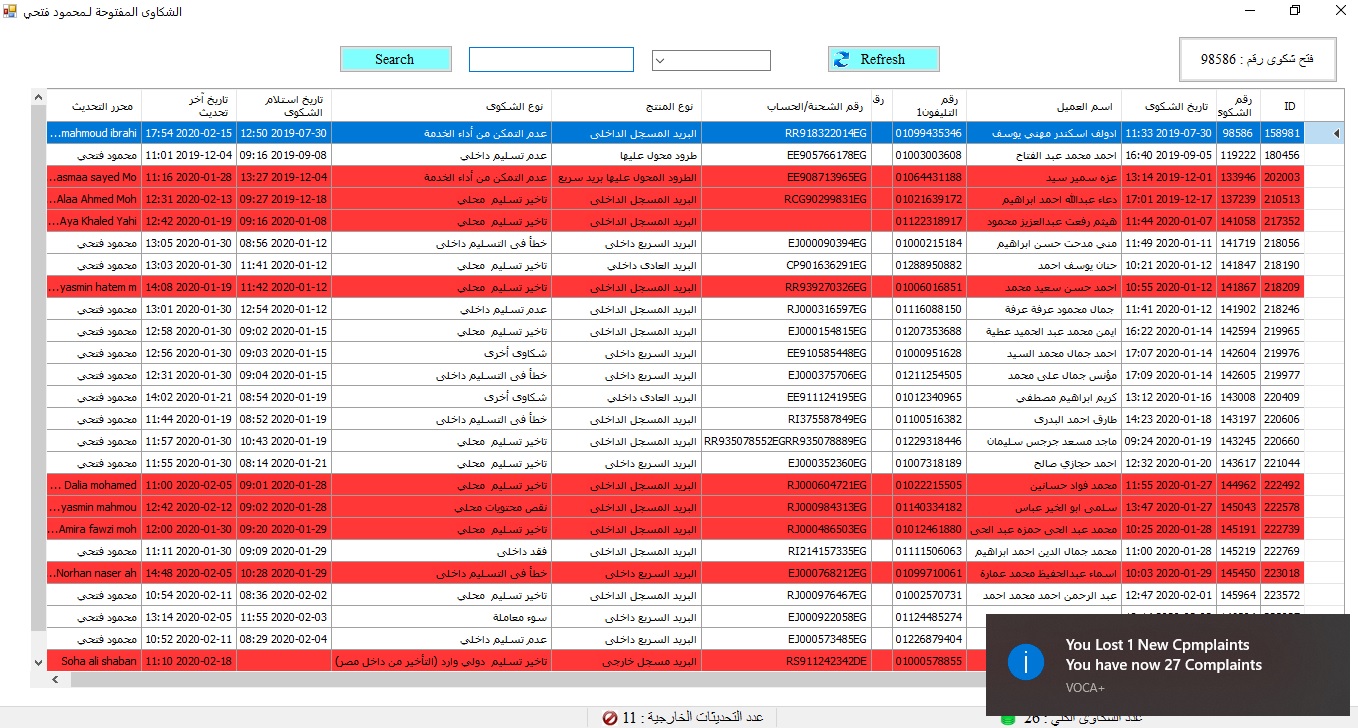 الشكاوى المفتوحة لـمحمود فتحي
فتح شكوى رقم : 98586
Refresh
Search
ID رقم الشكوى تاريخ الشكوى اسم العميل رقم التليفون1 رق رقم الشحنة/الحساب نوع المنتج نوع الشكوى تاريخ استلام الشكوى تاريخ آخر تحديث محرر التحديث
158981 98586 2019-07-30 11:33 ادولف اسكندر مهني يوسف 01099435346 RR918322014EG البريد المسجل الداخلى عدم التمكن من أداء الخدمة 2019-07-30 12:50 2020-02-15 17:54 mahmoud ibrahi...
180456 119222 2019-09-05 16:40 احمد محمد عبد الفتاح 01003003608 EE905766178EG طرود محول عليها عدم تسليم داخلي 2019-09-08 09:16 2019-12-04 11:01 محمود فتحي
202003 133946 2019-12-01 13:14 عزه سمير سيد 01064431188 EE908713965EG الطرود المحول عليها بريد سريع عدم التمكن من أداء الخدمة 2019-12-04 13:27 2020-01-28 11:16 asmaa sayed Mo...
210513 137239 2019-12-17 17:01 دعاء عبدالله احمد ابراهيم 01021639172 RCG90299831EG البريد المسجل الداخلى تاخير تسليم محلي 2019-12-18 09:27 2020-02-13 12:31 Alaa Ahmed Moh...
217352 141058 2020-01-07 11:44 هيثم رفعت عبدالعزيز محمود 01122318917 البريد المسجل الداخلى تاخير تسليم محلي 2020-01-08 09:16 2020-01-19 12:42 Aya Khaled Yahi...
218056 141719 2020-01-11 11:49 مني مدحت حسن ابراهيم 01000215184 EJ000090394EG البريد السريع داخلى خطأ فى التسليم داخلى 2020-01-12 08:56 2020-01-30 13:05 محمود فتحي
218190 141847 2020-01-12 10:21 حنان يوسف احمد 01288950882 CP901636291EG البريد العادى داخلي تاخير تسليم محلي 2020-01-12 11:41 2020-01-30 13:03 محمود فتحي
218209 141867 2020-01-12 10:55 احمد حسن سعيد محمد 01006016851 RR939270326EG البريد المسجل الداخلى تاخير تسليم محلي 2020-01-12 11:42 2020-01-19 14:08 yasmin hatem m...
218246 141902 2020-01-12 11:41 جمال محمود عرفة عرفة 01116088150 RJ000316597EG البريد المسجل الداخلى عدم تسليم داخلي 2020-01-12 12:54 2020-01-30 13:01 محمود فتحي
219965 142594 2020-01-14 16:22 ايمن محمد عبد الحميد عطية 01207353688 EJ000154815EG البريد السريع داخلى تاخير تسليم محلي 2020-01-15 09:02 2020-01-30 12:58 محمود فتحي
219976 142604 2020-01-14 17:07 احمد جمال محمد السيد 01000951628 EE910585448EG البريد السريع داخلى شكاوى أخرى 2020-01-15 09:03 2020-01-30 12:56 محمود فتحي
219977 142605 2020-01-14 17:09 مؤنس جمال على محمد 01211254505 EJ000375706EG البريد السريع داخلى خطأ فى التسليم داخلى 2020-01-15 09:04 2020-01-30 12:31 محمود فتحي
220409 143008 2020-01-16 13:12 كريم ابراهيم مصطفي 01012340965 EE911124195EG البريد العادى داخلي شكاوى أخرى 2020-01-19 08:54 2020-01-21 14:02 محمود فتحي
220606 143197 2020-01-18 14:23 طارق احمد البدرى 01100516382 RI375587849EG البريد المسجل الداخلى خطأ فى التسليم داخلى 2020-01-19 08:52 2020-01-19 11:44 محمود فتحي
220660 143245 2020-01-19 09:24 ماجد مسعد جرجس سليمان 01229318446 RR935078552EGRR935078889EG البريد المسجل الداخلى تاخير تسليم محلي 2020-01-19 10:43 2020-01-30 11:57 محمود فتحي
221044 143617 2020-01-20 12:32 احمد حجازي صالح 01007318189 EJ000352360EG البريد السريع داخلى تاخير تسليم محلي 2020-01-21 08:14 2020-01-30 11:55 محمود فتحي
222492 144962 2020-01-27 11:55 محمد فواد حسانين 01022215505 RJ000604721EG البريد المسجل الداخلى تاخير تسليم محلي 2020-01-28 09:01 2020-02-05 11:00 Dalia mohamed ...
222578 145043 2020-01-27 13:47 سلمى ابو الخير عباس 01140334182 RJ000984313EG البريد المسجل الداخلى نقص محتويات محلي 2020-01-28 09:02 2020-02-12 12:42 yasmin mahmou...
222739 145191 2020-01-28 10:25 محمد عبد الحى حمزه عبد الحى 01012461880 RJ000486503EG البريد المسجل الداخلى تاخير تسليم محلي 2020-01-29 09:20 2020-01-30 12:00 Amira fawzi moh...
222769 145219 2020-01-28 11:00 محمد جمال الدين احمد ابراهيم 01111506063 RI214157335EG البريد المسجل الداخلى فقد داخلى 2020-01-29 09:09 2020-01-30 11:11 محمود فتحي
223018 145450 2020-01-29 10:03 اسماء عبدالحفيظ محمد عمارة 01099710061 EJ000768212EG البريد السريع داخلى خطأ فى التسليم داخلى 2020-01-29 10:28 2020-02-05 14:48 Norhan naser ah...
223572 145964 2020-02-01 12:47 عبد الرحمن احمد محمد احمد 01002570731 RJ000976467EG البريد المسجل الداخلى تاخير تسليم محلي 2020-02-02 08:36 2020-02-11 10:54 محمود فتحي
01124485274 EJ000922058EG البريد السريع داخلى سوء معاملة 2020-02-03 11:55 2020-02-05 13:14 محمود فتحي
01226879404 EJ000573485EG البريد السريع داخلى عدم تسليم داخلي 2020-02-04 08:29 2020-02-11 10:52 محمود فتحي
01000578855 RS911242342DE البريد مسجل خارجى تاخير تسليم دولي وارد (التأخير من داخل مصر) 2020-02-18 11:10 Soha ali shaban
You Lost 1 New Cpmplaints
You have now 27 Complaints
VOCA+
عدد الشكاوى الكلي : 26
عدد التحديثات الخارجية : 11